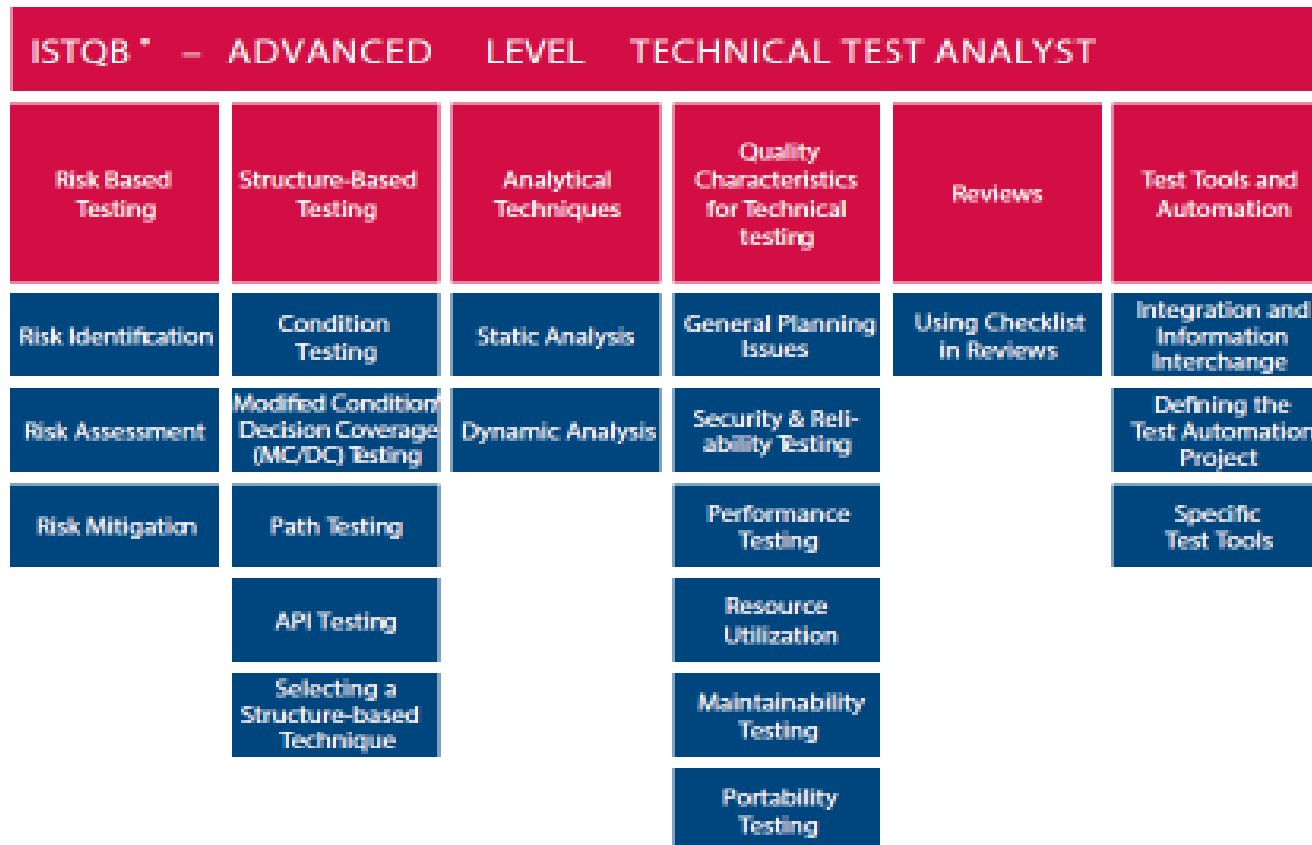 ISTQB® – ADVANCED LEVEL TECHNICAL TEST ANALYST
Risk Based
Testing
Structure-Based
Testing
Analytical
Techniques
Quality
Characteristics
for Technical
testing
Reviews
Test Tools and
Automation
Risk Identification
Risk Assessment
Risk Mitigation
Condition
Testing
Modified Condition/
Decision Coverage
(MC/DC) Testing
Path Testing
API Testing
Selecting a
Structure-based
Technique
Static Analysis
Dynamic Analysis
General Planning
Issues
Security & Reli-
ability Testing
Performance
Testing
Resource
Utilization
Maintainability
Testing
Portability
Testing
Using Checklist
in Reviews
Integration and
Information
Interchange
Defining the
Test Automation
Project
Specific
Test Tools